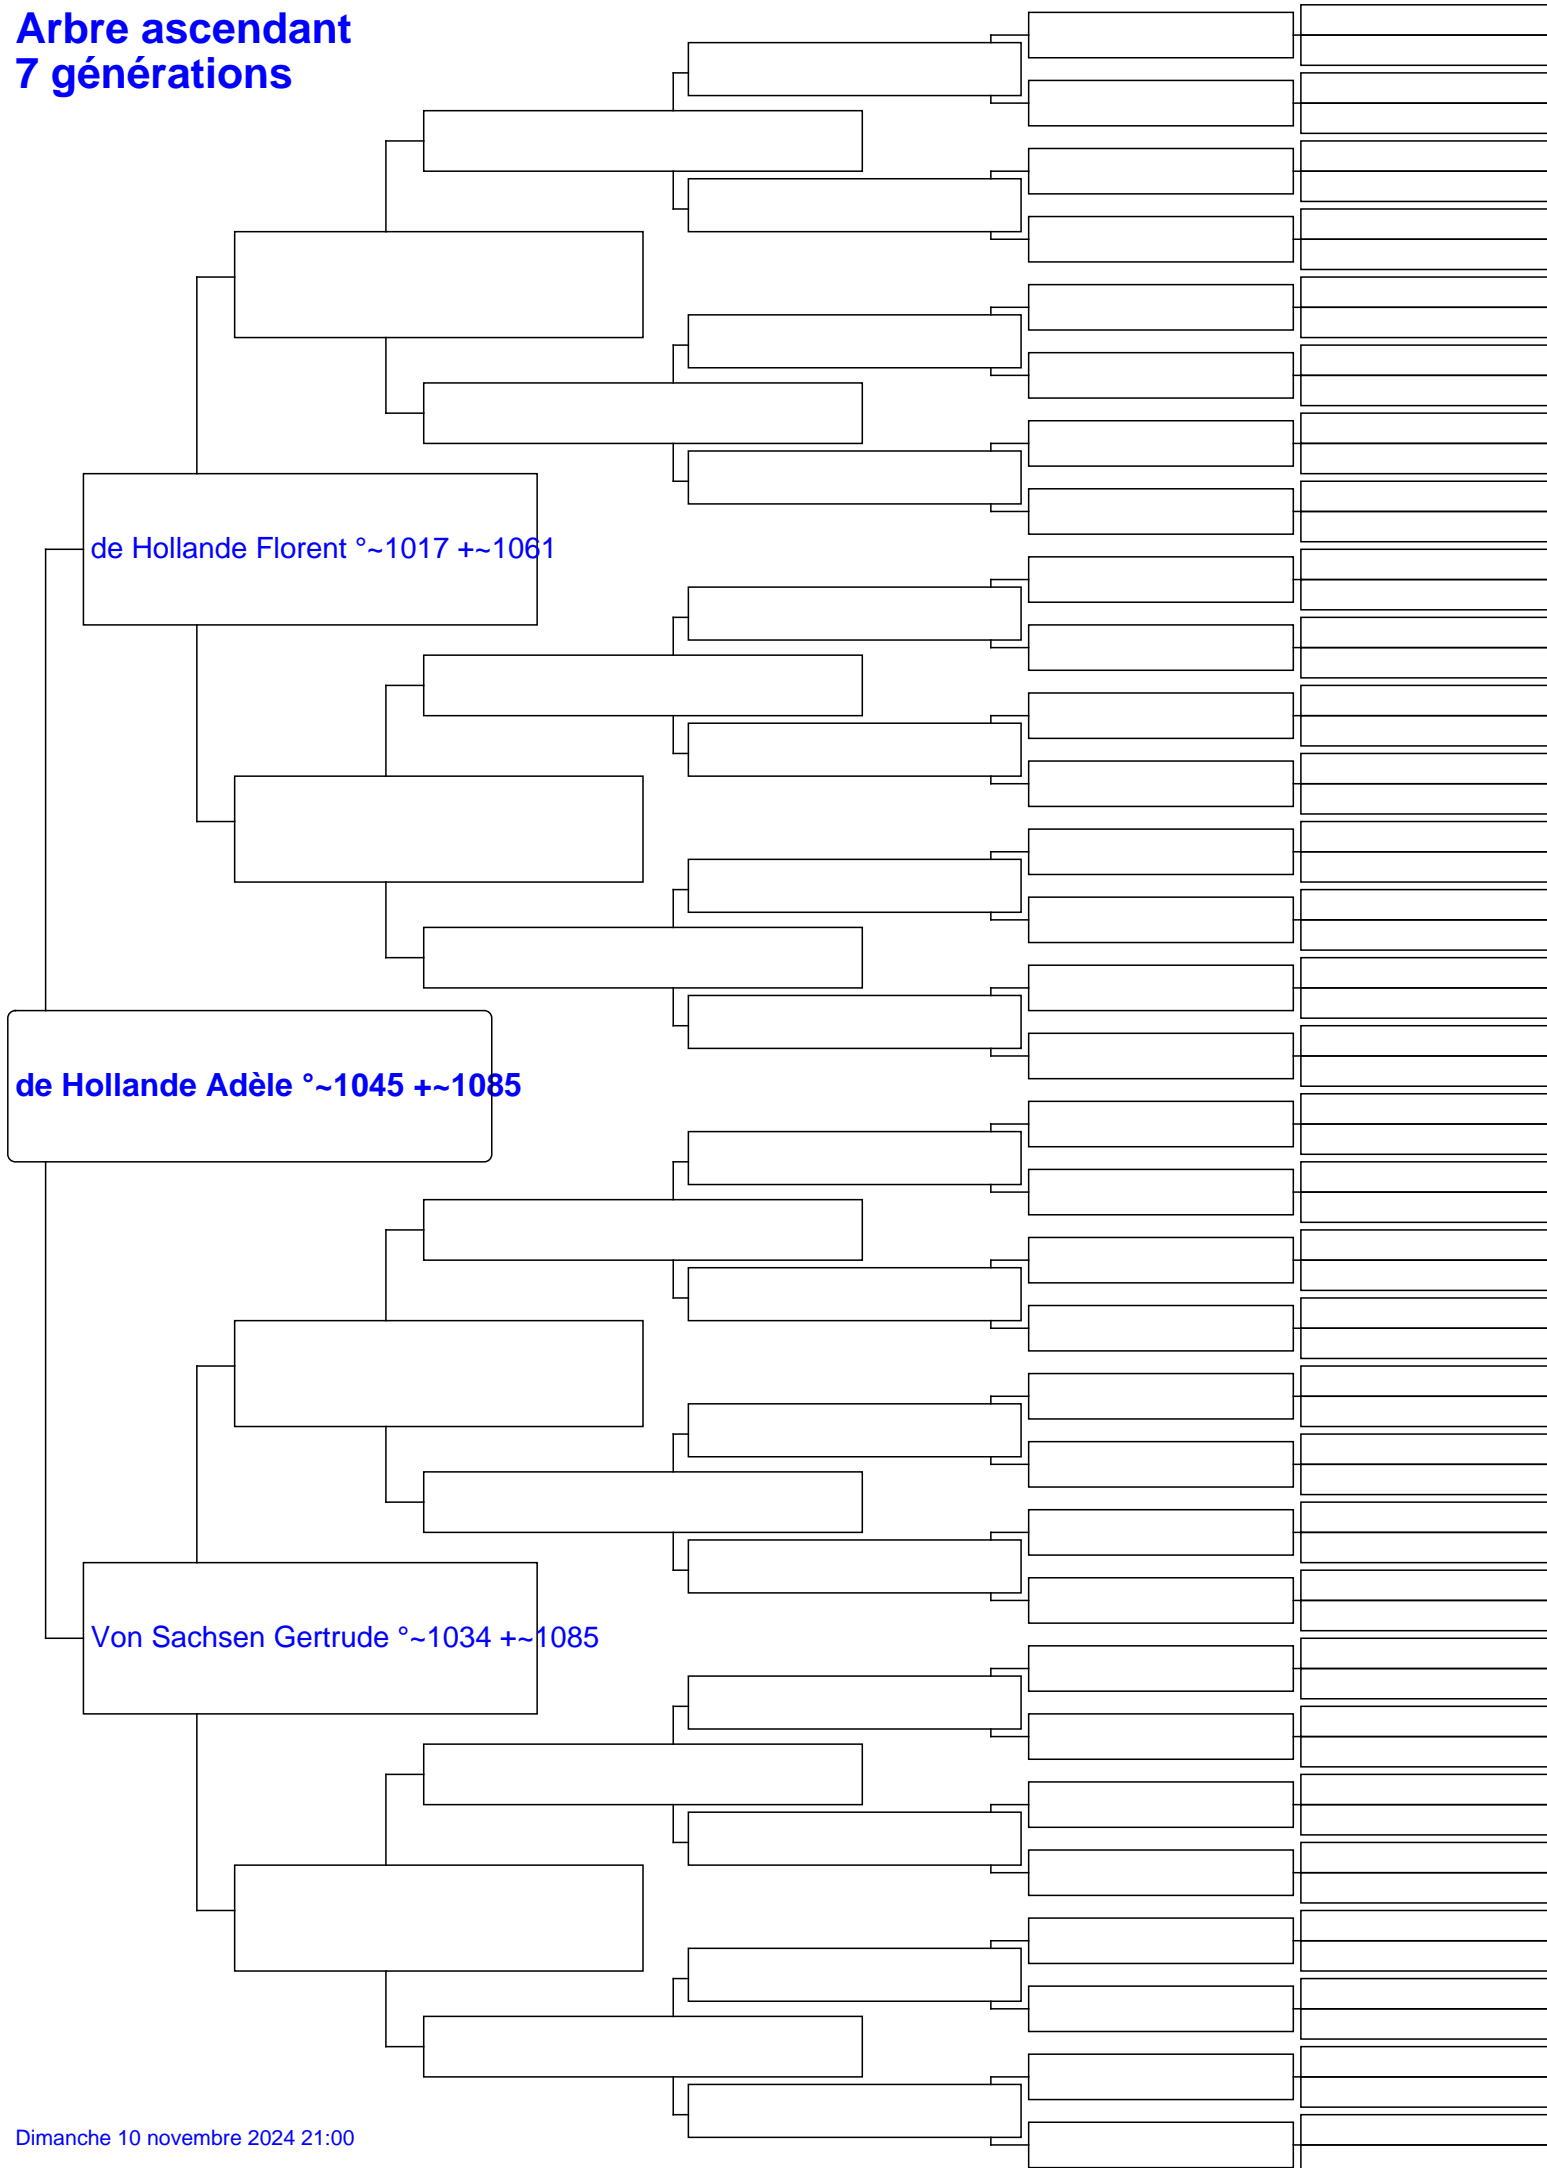 Arbre ascendant
7 générations
de Hollande Florent °~1017 +~1061
de Hollande Adèle °~1045 +~1085
Von Sachsen Gertrude °~1034 +~1085
Dimanche 10 novembre 2024 21:00